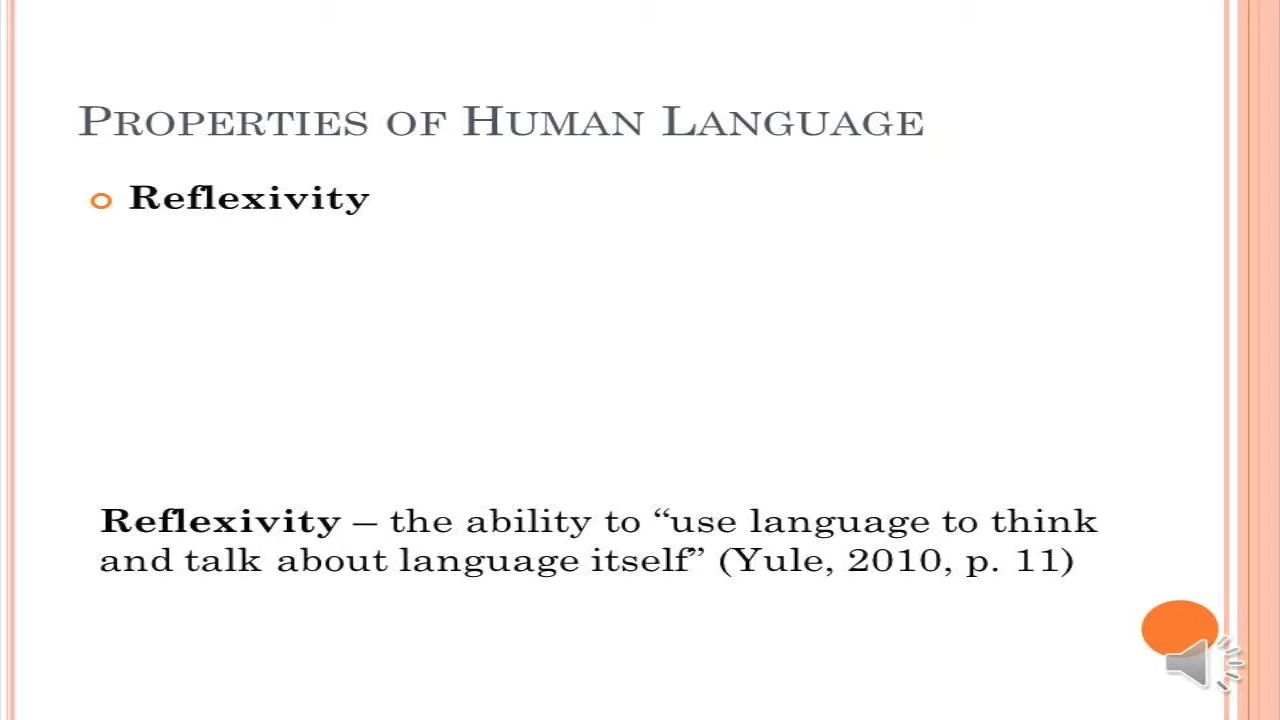 PROPERTIES OF HUMAN LANGUAGE
Reflexivity
Reflexivity – the ability to “use language to think
and talk about language itself” (Yule, 2010, p. 11)